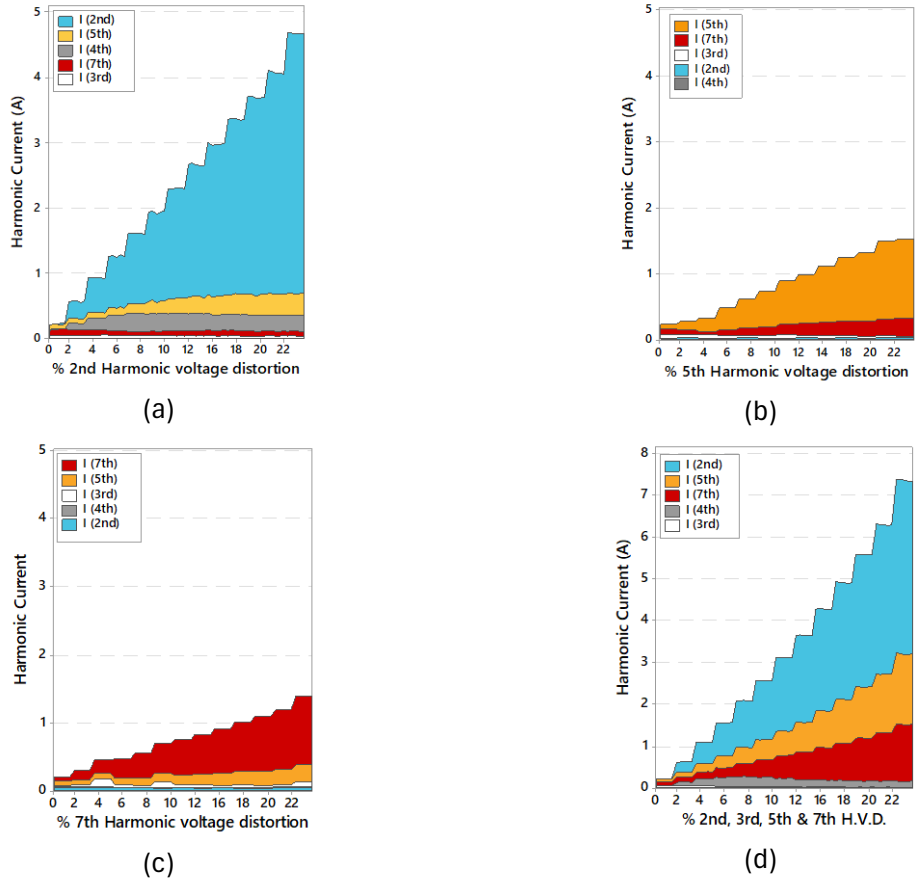 I (2nd)
I (5th)
I (4th)
I (7th)
I (3rd)
5
4
3
2
1
0
Harmonic Current (A)
0 2 4 6 8 10 12 14 16 18 20 22
% 2nd Harmonic voltage distortion
(a)
I (5th)
I (7th)
I (3rd)
I (2nd)
I (4th)
5
4
3
2
1
0
Harmonic Current (A)
0 2 4 6 8 10 12 14 16 18 20 22
% 5th Harmonic voltage distortion
(b)
I (7th)
I (5th)
I (3rd)
I (4th)
I (2nd)
5
4
3
2
1
0
Harmonic Current
0 2 4 6 8 10 12 14 16 18 20 22
% 7th Harmonic voltage distortion
(c)
I (2nd)
I (5th)
I (7th)
I (4th)
I (3rd)
8
7
6
5
4
3
2
1
0
Harmonic Current (A)
0 2 4 6 8 10 12 14 16 18 20 22
% 2nd, 3rd, 5th & 7th H.V.D.
(d)